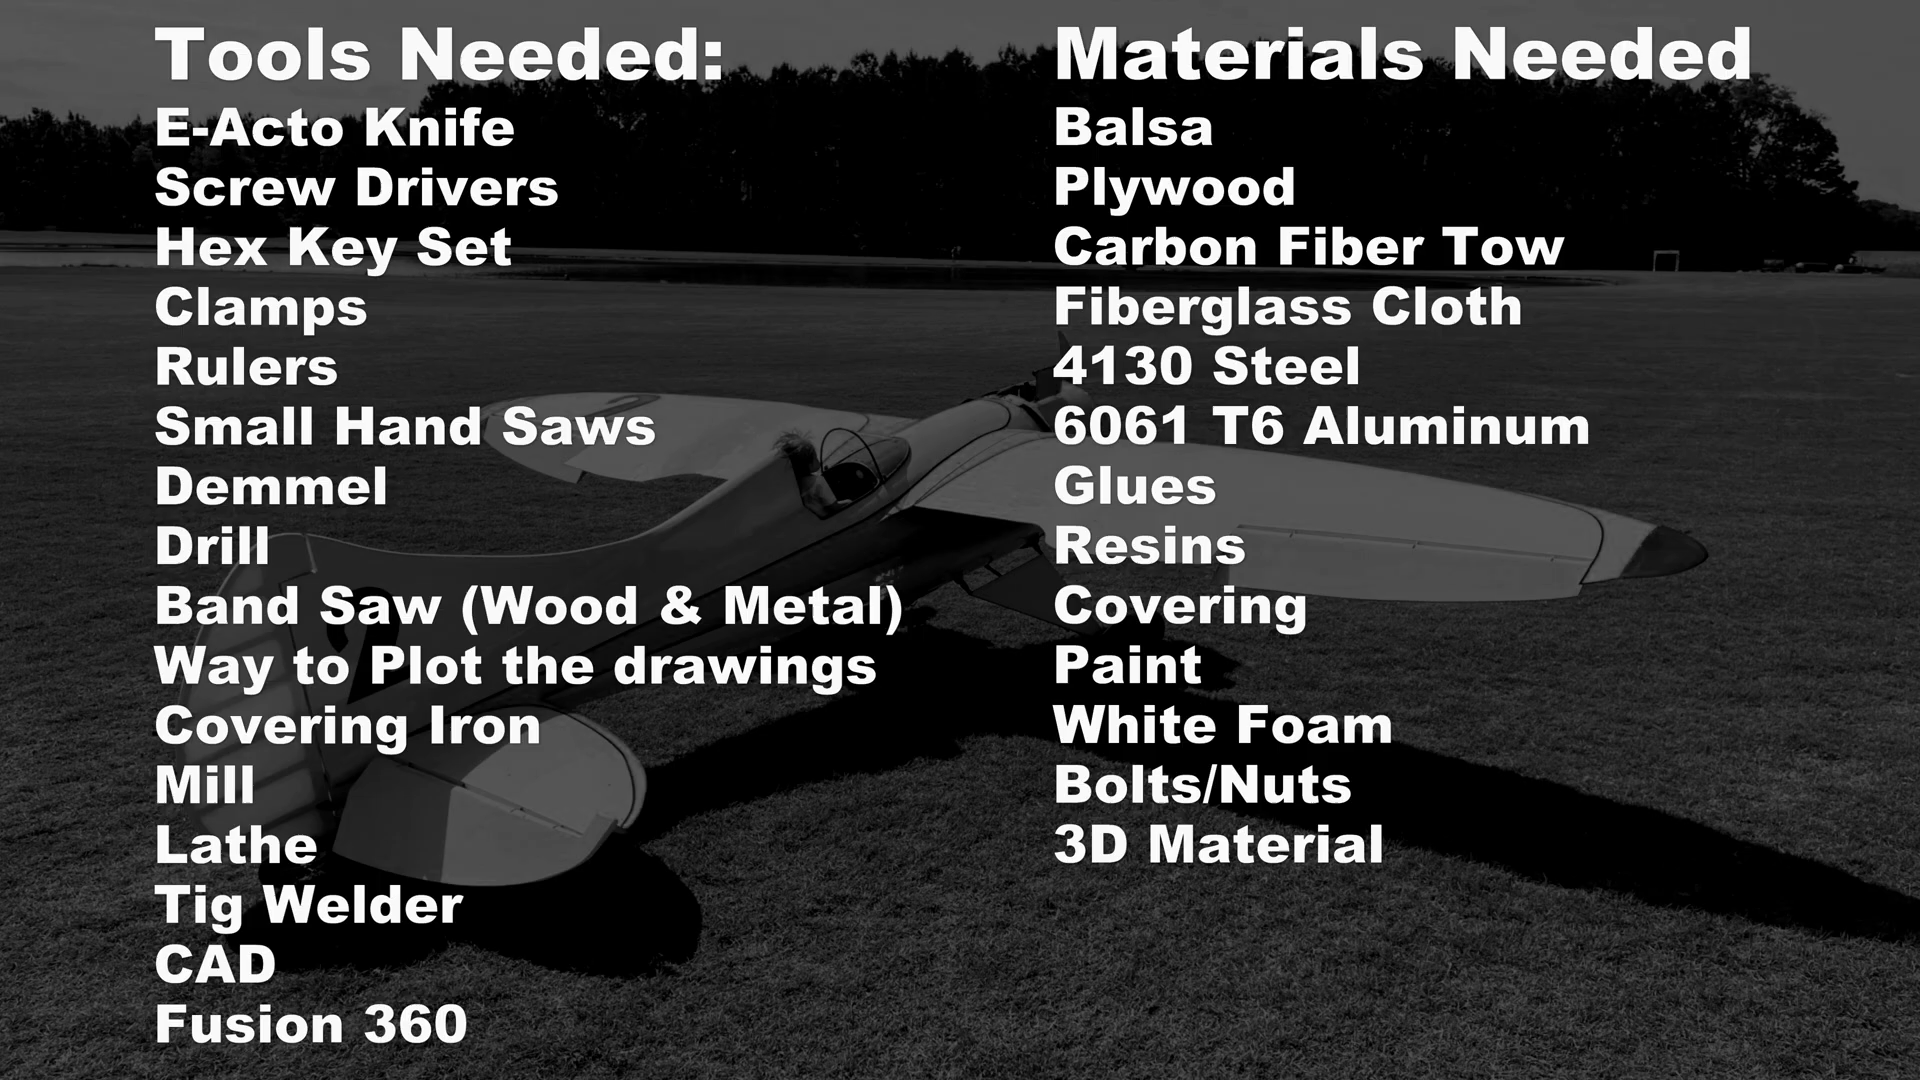 Tools Needed:
E-Acto Knife
Screw Drivers
Hex Key Set
Clamps
Rulers
Small Hand Saws
Demmel
Drill
Band Saw (Wood & Metal)
Way to Plot the drawings
Covering Iron
Mill
Lathe
Tig Welder
CAD
Fusion 360
Materials Needed
Balsa
Plywood
Carbon Fiber Tow
Fiberglass Cloth
4130 Steel
6061 T6 Aluminum
Glues
Resins
Covering
Paint
White Foam
Bolts/Nuts
3D Material